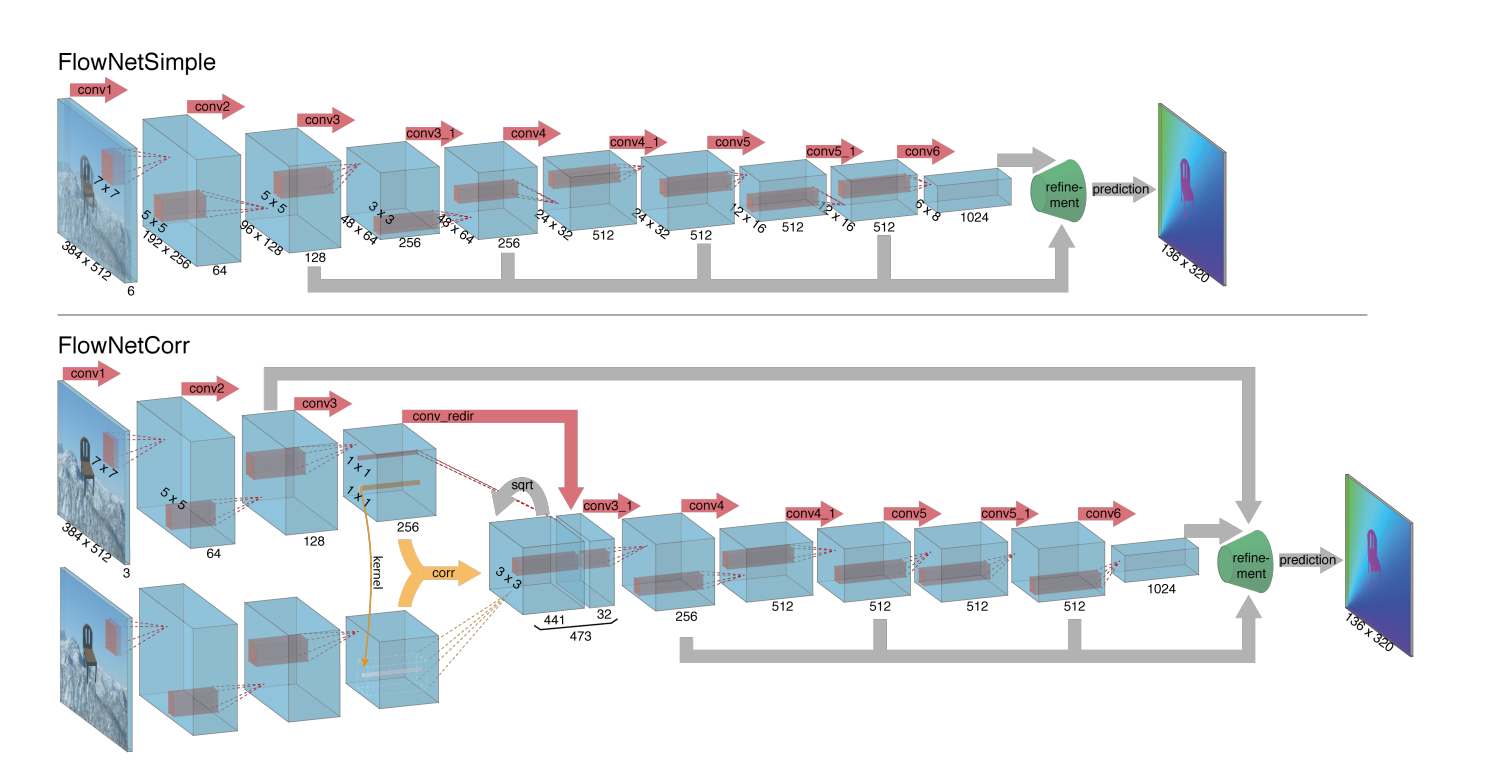 FlowNetSimple
conv1
conv2
conv3
conv3_1
conv4
conv4_1
conv5
conv5_1
conv6
7 x 7
5 x 5
5 x 5
3 x 3
384 x 512
192 x 256
96 x 128
48 x 64
48 x 64
24 x 32
24 x 32
12 x 16
12 x 16
6 x 8
6
64
128
256
256
512
512
512
512
1024
refine-
ment
prediction
136 x 320
FlowNetCorr
conv1
conv2
conv3
conv_redir
sqrt
conv3_1
conv4
conv4_1
conv5
conv5_1
conv6
7 x 7
5 x 5
1 x 1
1 x 1
384 x 512
3
64
128
256
kernel
corr
3 x 3
441
32
473
256
512
512
512
512
1024
refine-
ment
prediction
136 x 320